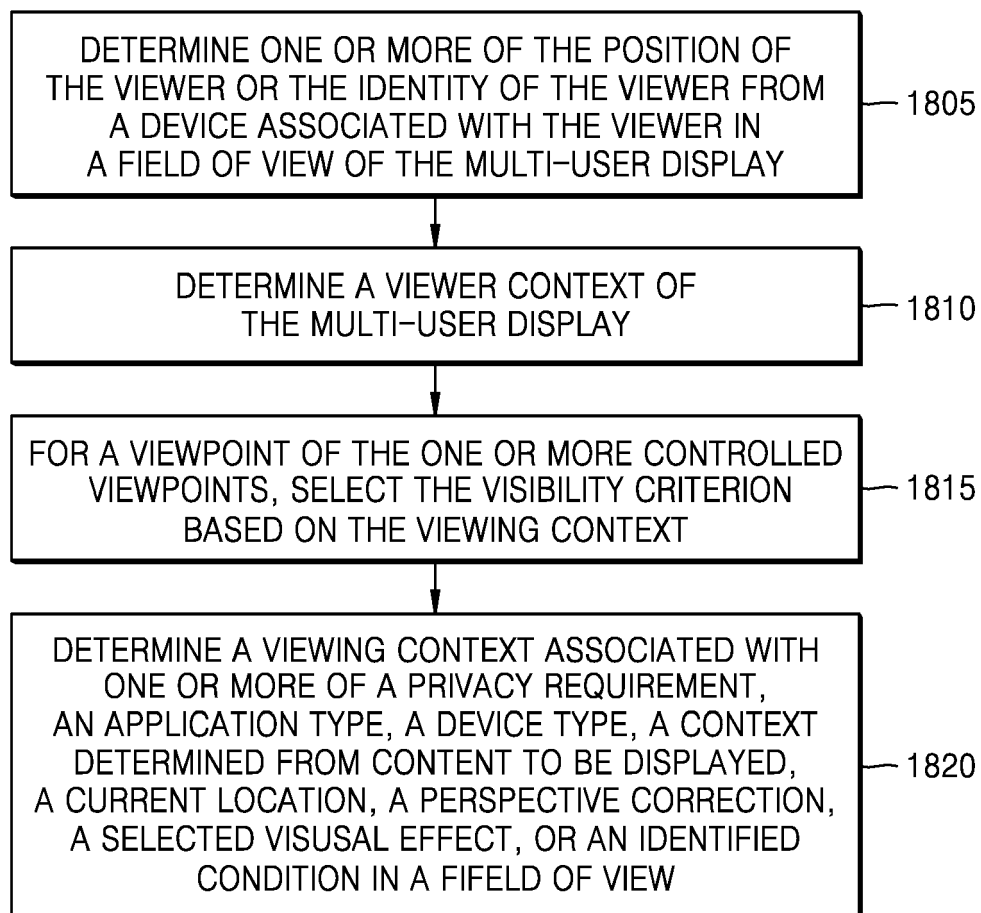 DETERMINE ONE OR MORE OF THE POSITION OF
THE VIEWER OR THE IDENTITY OF THE VIEWER FROM
A DEVICE ASSOCIATED WITH THE VIEWER IN
A FIELD OF VIEW OF THE MULTI-USER DISPLAY
1805
DETERMINE A VIEWER CONTEXT OF
THE MULTI-USER DISPLAY
1810
FOR A VIEWPOINT OF THE ONE OR MORE CONTROLLED
VIEWPOINTS, SELECT THE VISIBILITY CRITERION
BASED ON THE VIEWING CONTEXT
1815
DETERMINE A VIEWING CONTEXT ASSOCIATED WITH
ONE OR MORE OF A PRIVACY REQUIREMENT,
AN APPLICATION TYPE, A DEVICE TYPE, A CONTEXT
DETERMINED FROM CONTENT TO BE DISPLAYED,
A CURRENT LOCATION, A PERSPECTIVE CORRECTION,
A SELECTED VISUSAL EFFECT, OR AN IDENTIFIED
CONDITION IN A FIFELD OF VIEW
1820